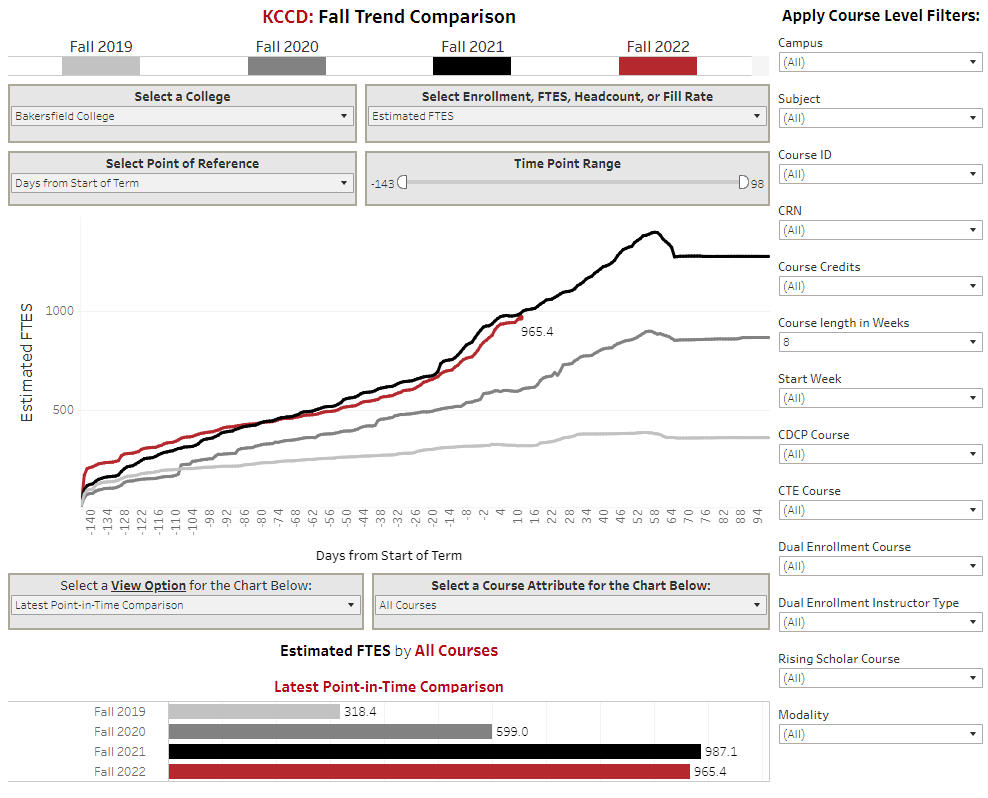 KCCD: Fall Trend Comparison
Fall 2019 Fall 2020 Fall 2021 Fall 2022
Select a College
Bakersfield College
Select Enrollment, FTES, Headcount, or Fill Rate
Estimated FTES
Select Point of Reference
Days from Start of Term
Time Point Range
-143 98
Estimated FTES
1000
500
965.4
-140 -134 -128 -122 -116 -110 -104 -98 -92 -86 -80 -74 -68 -62 -56 -50 -44 -38 -32 -26 -20 -14 -8 -2 4 10 16 22 28 34 40 46 52 58 64 70 76 82 88 94
Days from Start of Term
Select a View Option for the Chart Below:
Latest Point-in-Time Comparison
Select a Course Attribute for the Chart Below:
All Courses
Estimated FTES by All Courses
Latest Point-in-Time Comparison
Fall 2019 318.4
Fall 2020 599.0
Fall 2021 987.1
Fall 2022 965.4
Apply Course Level Filters:
Campus
(All)
Subject
(All)
Course ID
(All)
CRN
(All)
Course Credits
(All)
Course length in Weeks
8
Start Week
(All)
CDCP Course
(All)
CTE Course
(All)
Dual Enrollment Course
(All)
Dual Enrollment Instructor Type
(All)
Rising Scholar Course
(All)
Modality
(All)